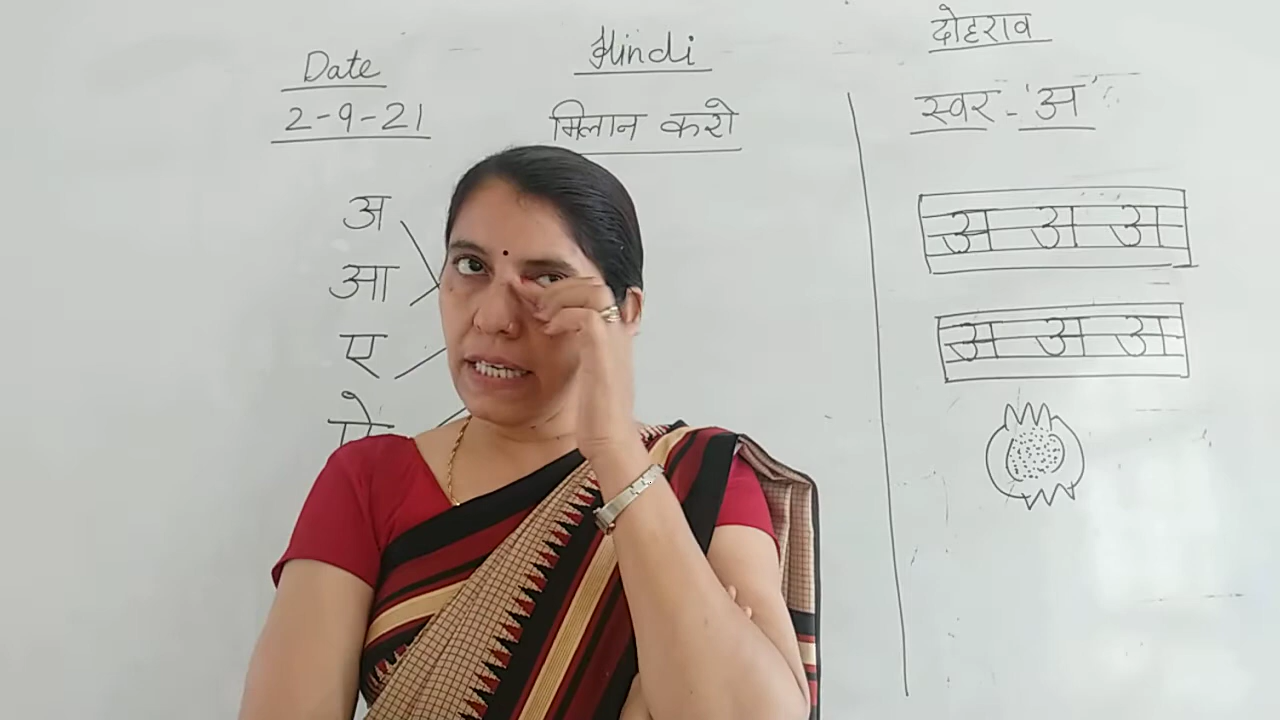 Date
2-9-21
Hindi
मिलान करो
अ
आ
ए
ऐ
दोहराव
स्वर - 'अ'
अ अ अ
अ अ अ